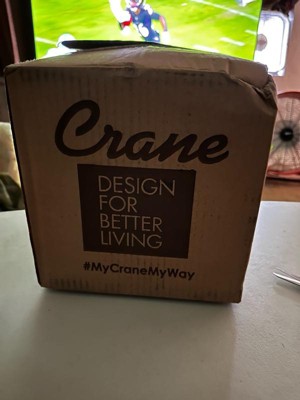 Crane
DESIGN
FOR
BETTER
LIVING
#MyCraneMyWay